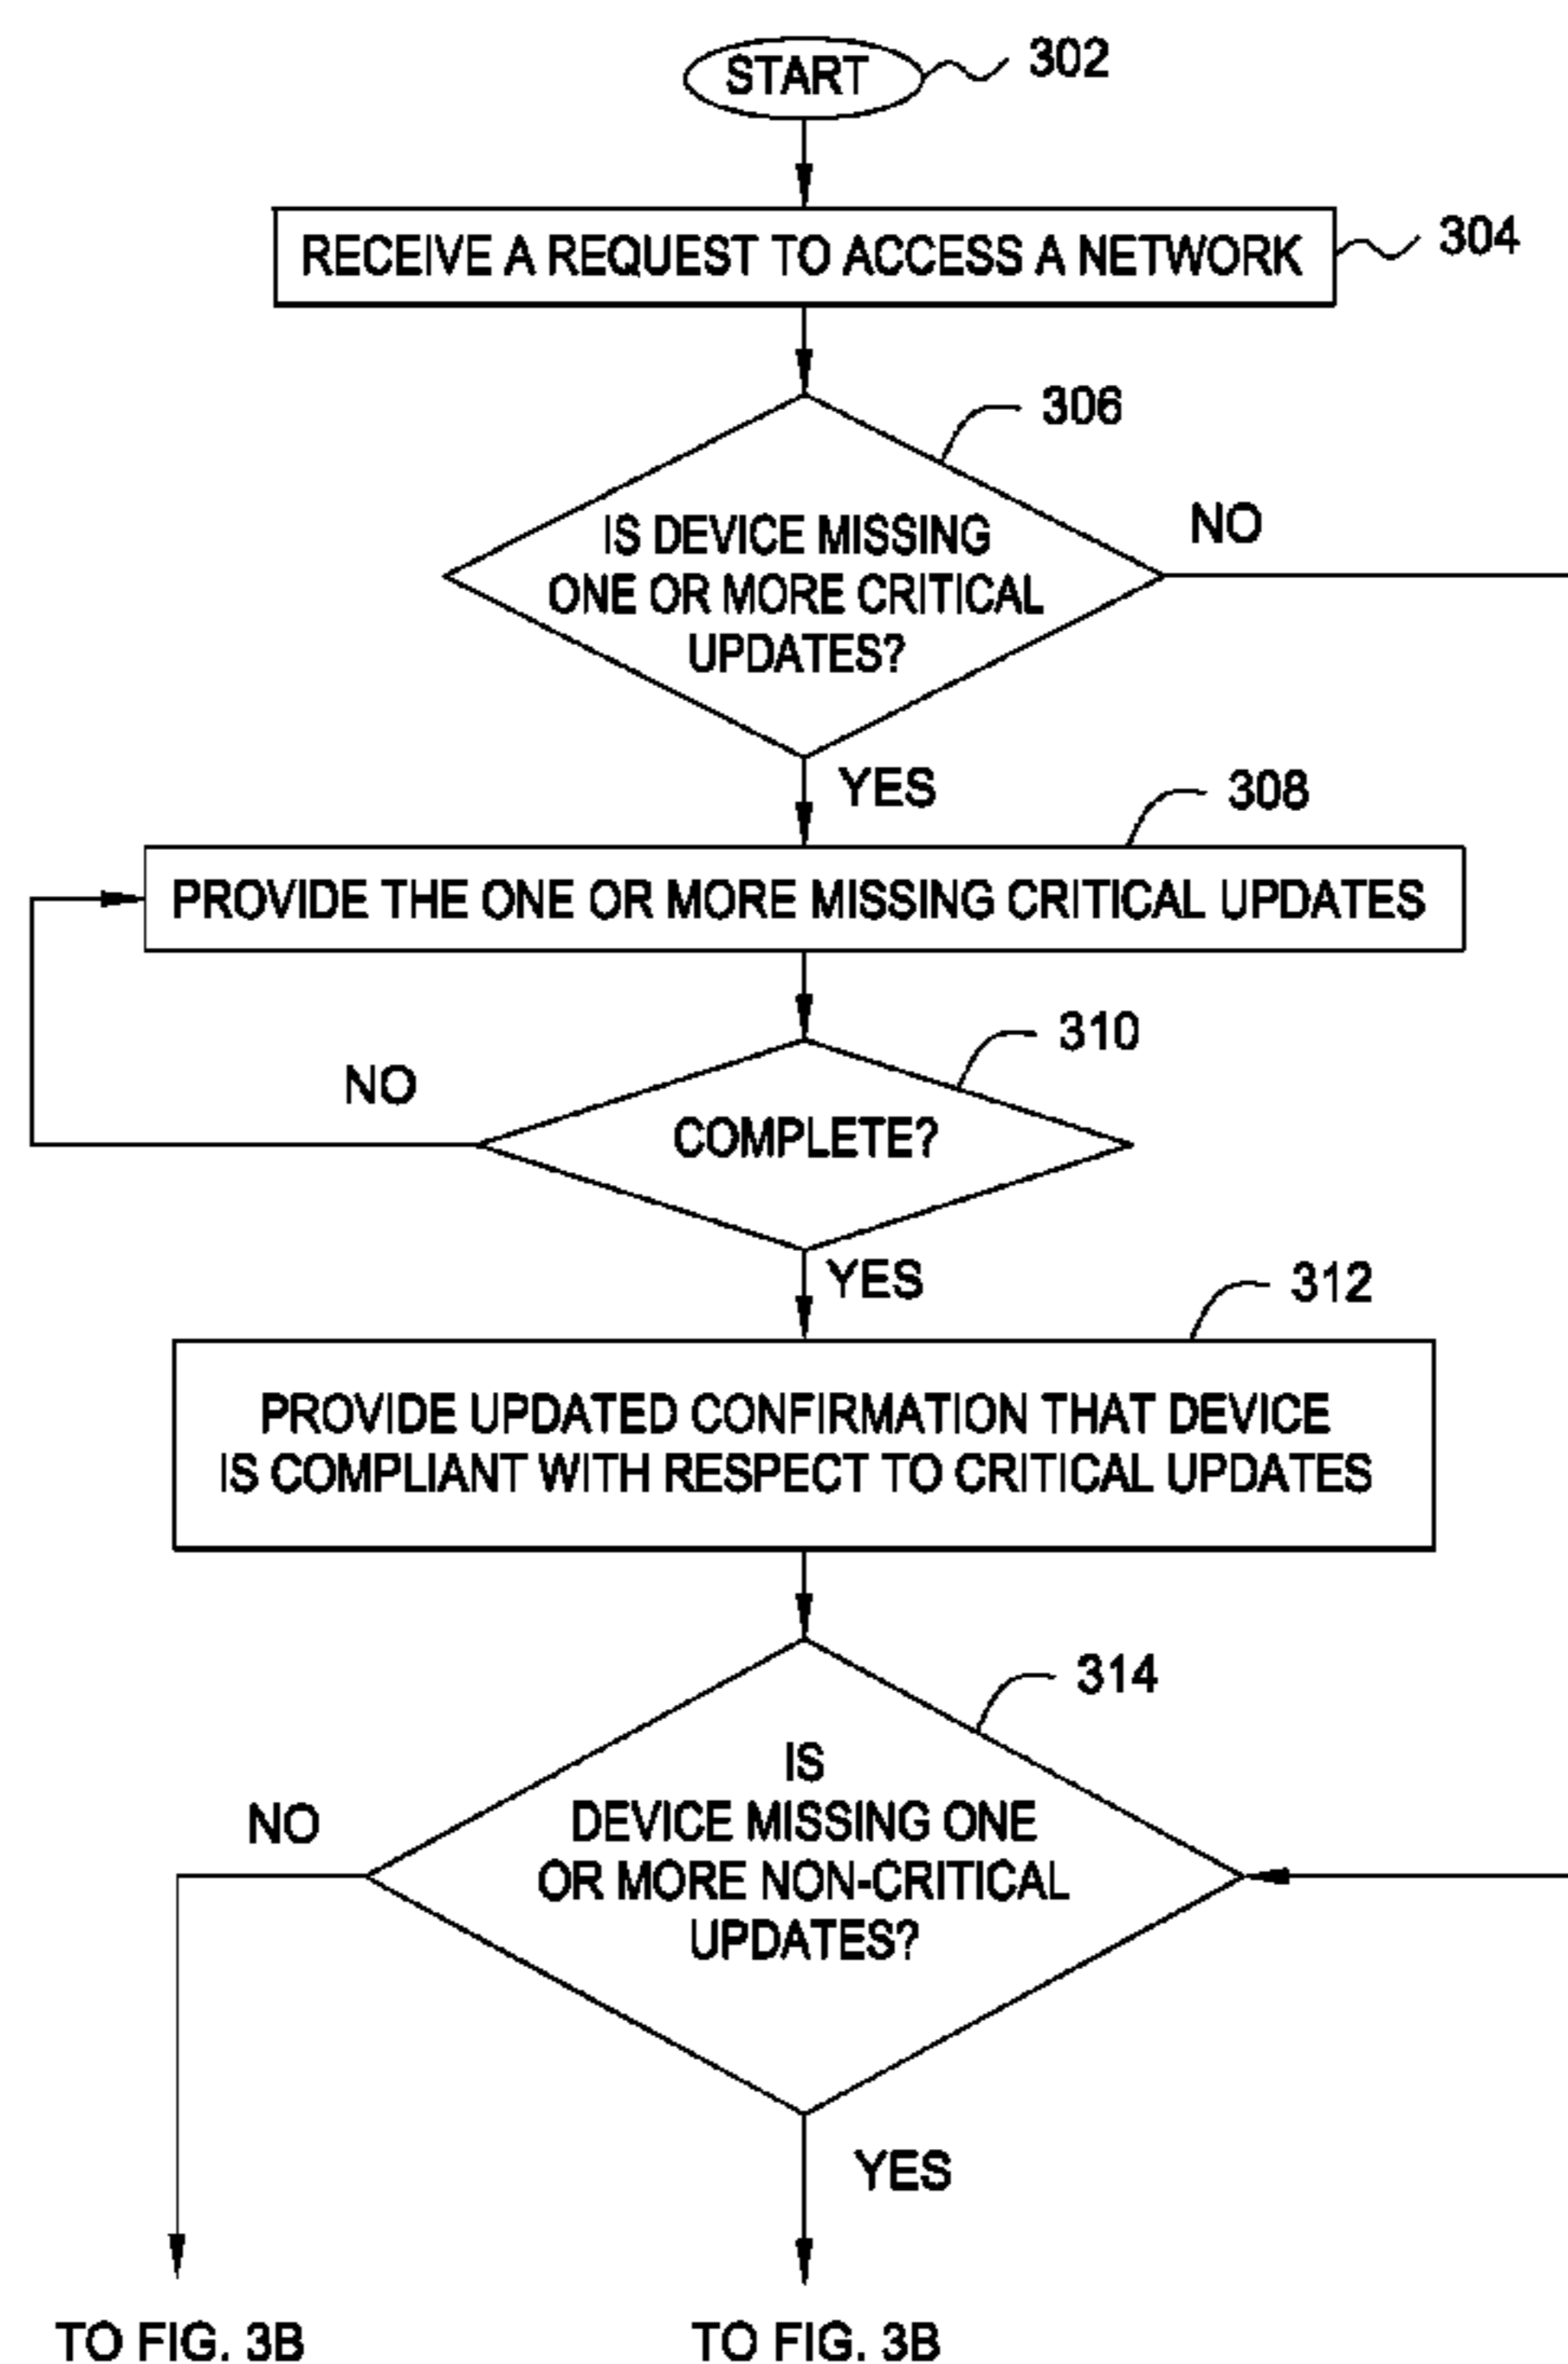 START
302
RECEIVE A REQUEST TO ACCESS A NETWORK
304
306
IS DEVICE MISSING
ONE OR MORE CRITICAL
UPDATES?
NO
YES
308
PROVIDE THE ONE OR MORE MISSING CRITICAL UPDATES
310
NO
COMPLETE?
YES
312
PROVIDE UPDATED CONFIRMATION THAT DEVICE
IS COMPLIANT WITH RESPECT TO CRITICAL UPDATES
314
IS
DEVICE MISSING ONE
OR MORE NON-CRITICAL
UPDATES?
NO
YES
TO FIG. 3B
TO FIG. 3B